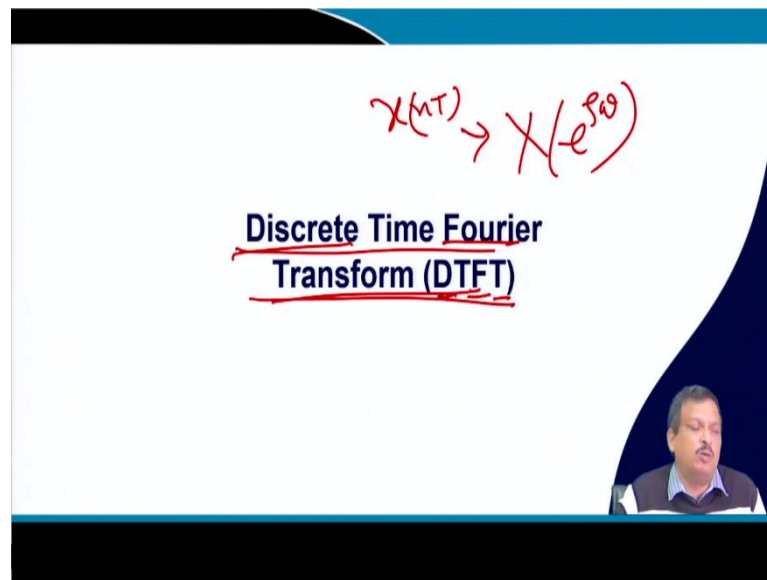 x(nT) → X(e^{jω})
Discrete Time Fourier
Transform (DTFT)